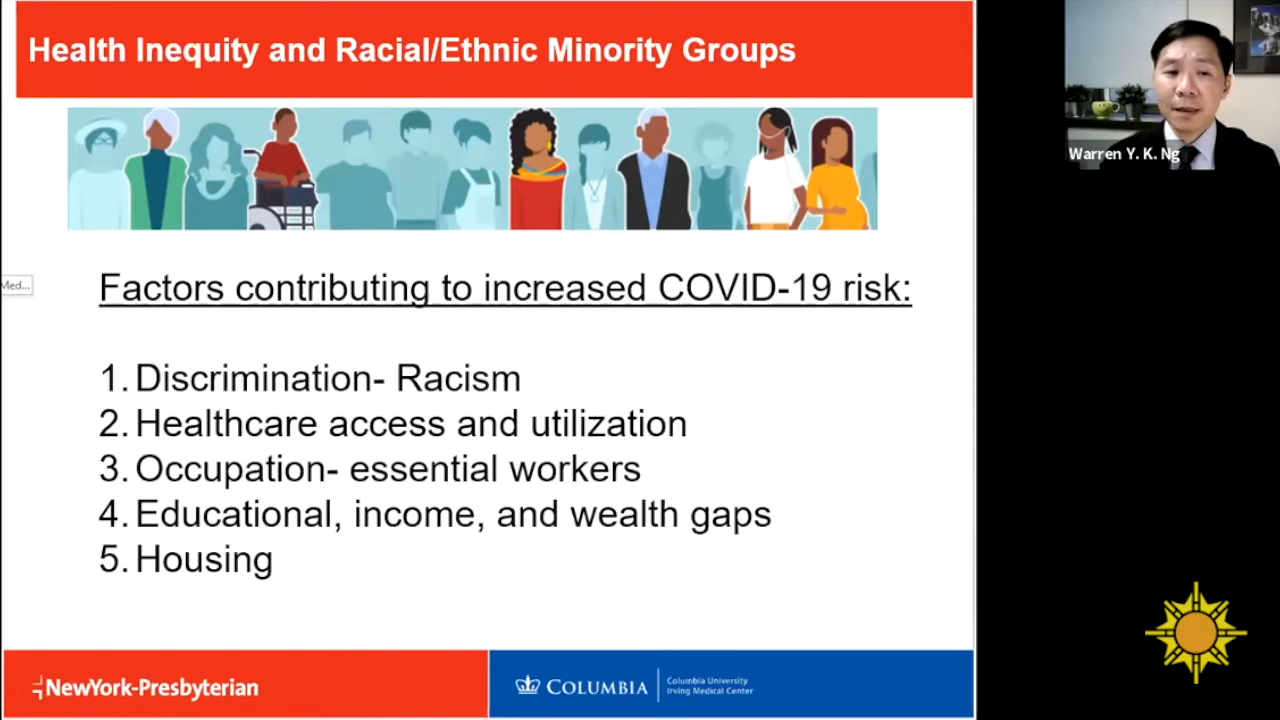 Health Inequity and Racial/Ethnic Minority Groups
Warren Y. K. Ng
Med...
Factors contributing to increased COVID-19 risk:
1. Discrimination- Racism
2. Healthcare access and utilization
3. Occupation- essential workers
4. Educational, income, and wealth gaps
5. Housing
NewYork-Presbyterian
COLUMBIA
Columbia University
Irving Medical Center